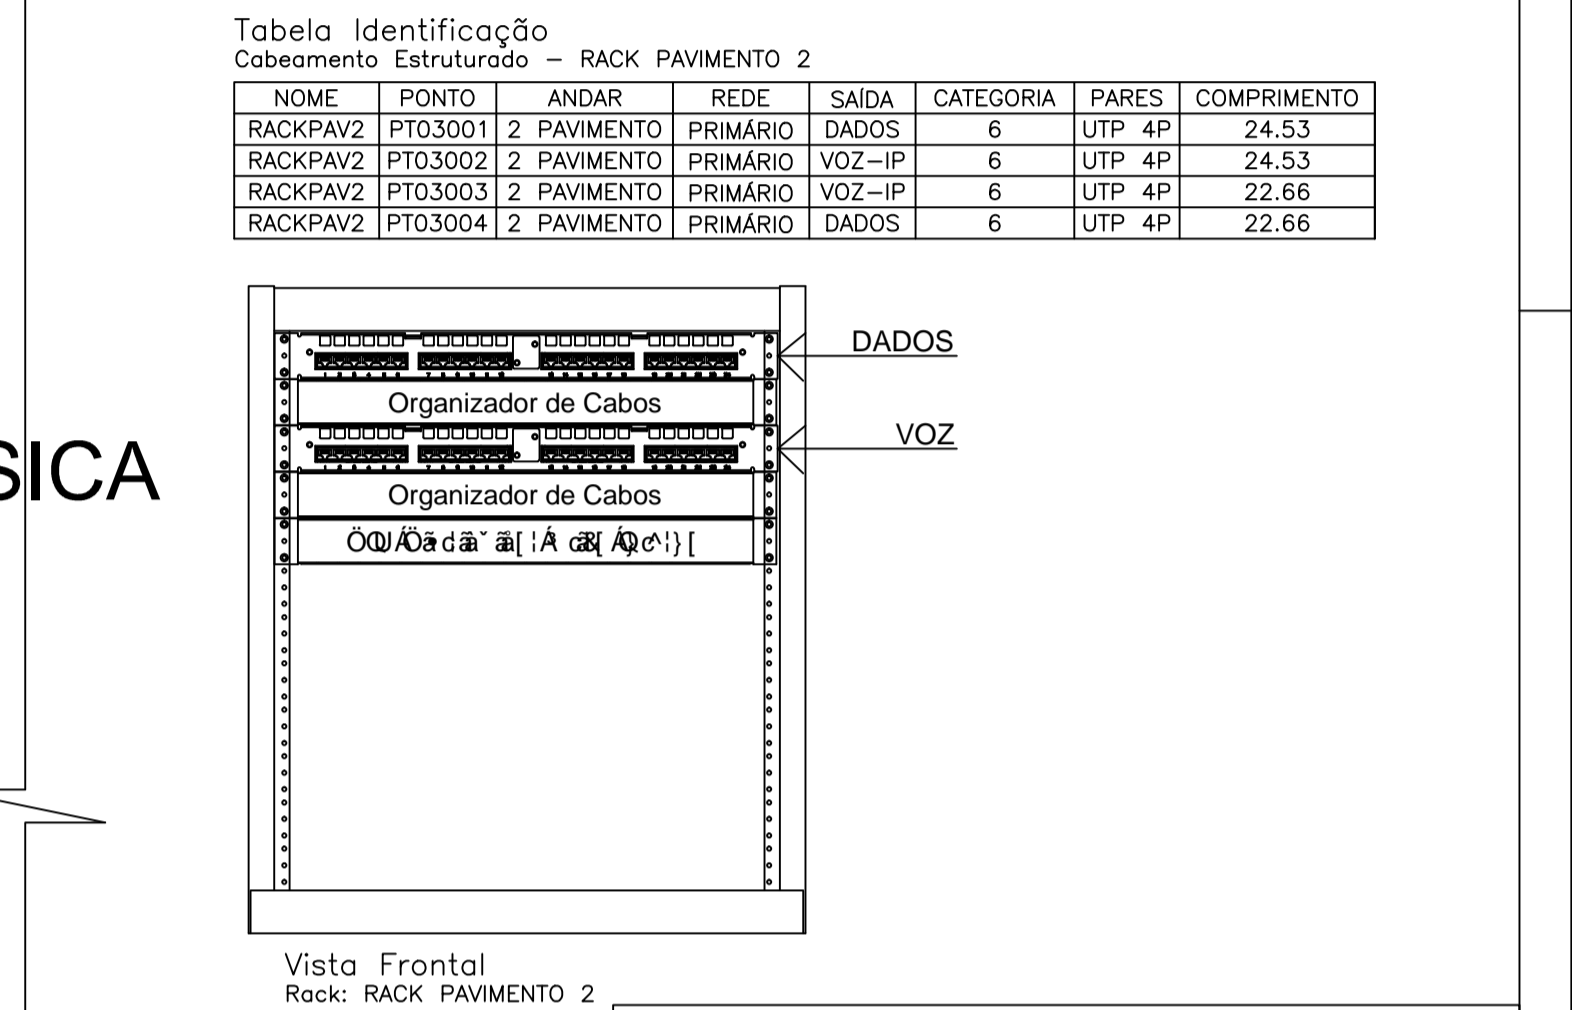 Tabela Identificação
Cabeamento Estruturado – RACK PAVIMENTO 2
NOME PONTO ANDAR REDE SAÍDA CATEGORIA PARES COMPRIMENTO
RACKPAV2 PT03001 2 PAVIMENTO PRIMÁRIO DADOS 6 UTP 4P 24.53
RACKPAV2 PT03002 2 PAVIMENTO PRIMÁRIO VOZ–IP 6 UTP 4P 24.53
RACKPAV2 PT03003 2 PAVIMENTO PRIMÁRIO VOZ–IP 6 UTP 4P 22.66
RACKPAV2 PT03004 2 PAVIMENTO PRIMÁRIO DADOS 6 UTP 4P 22.66
DADOS
Organizador de Cabos
VOZ
SICA
Organizador de Cabos
Vista Frontal
Rack: RACK PAVIMENTO 2